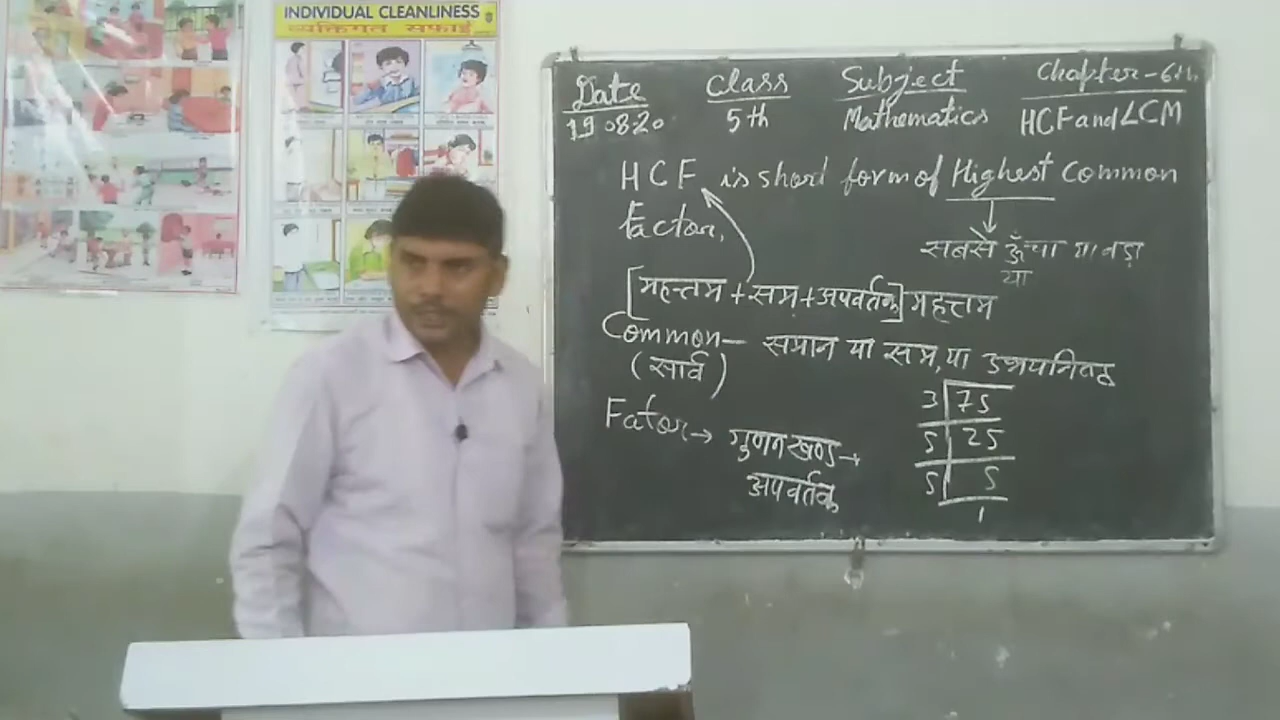 INDIVIDUAL CLEANLINESS
व्यक्तिगत सफाई
Date Class Subject Chapter-6th
19.08.20 5th Mathematics HCF and LCM
HCF is short form of Highest Common
Factor,
सबसे ऊँचा या बड़ा
या
[महत्तम + सम + अपवर्तक] महत्तम
Common- समान या सम, या उभयनिष्ठ
(सार्व)
Fator→ गुणनखण्ड→
अपवर्तक
3 75
5 25
5 5
1